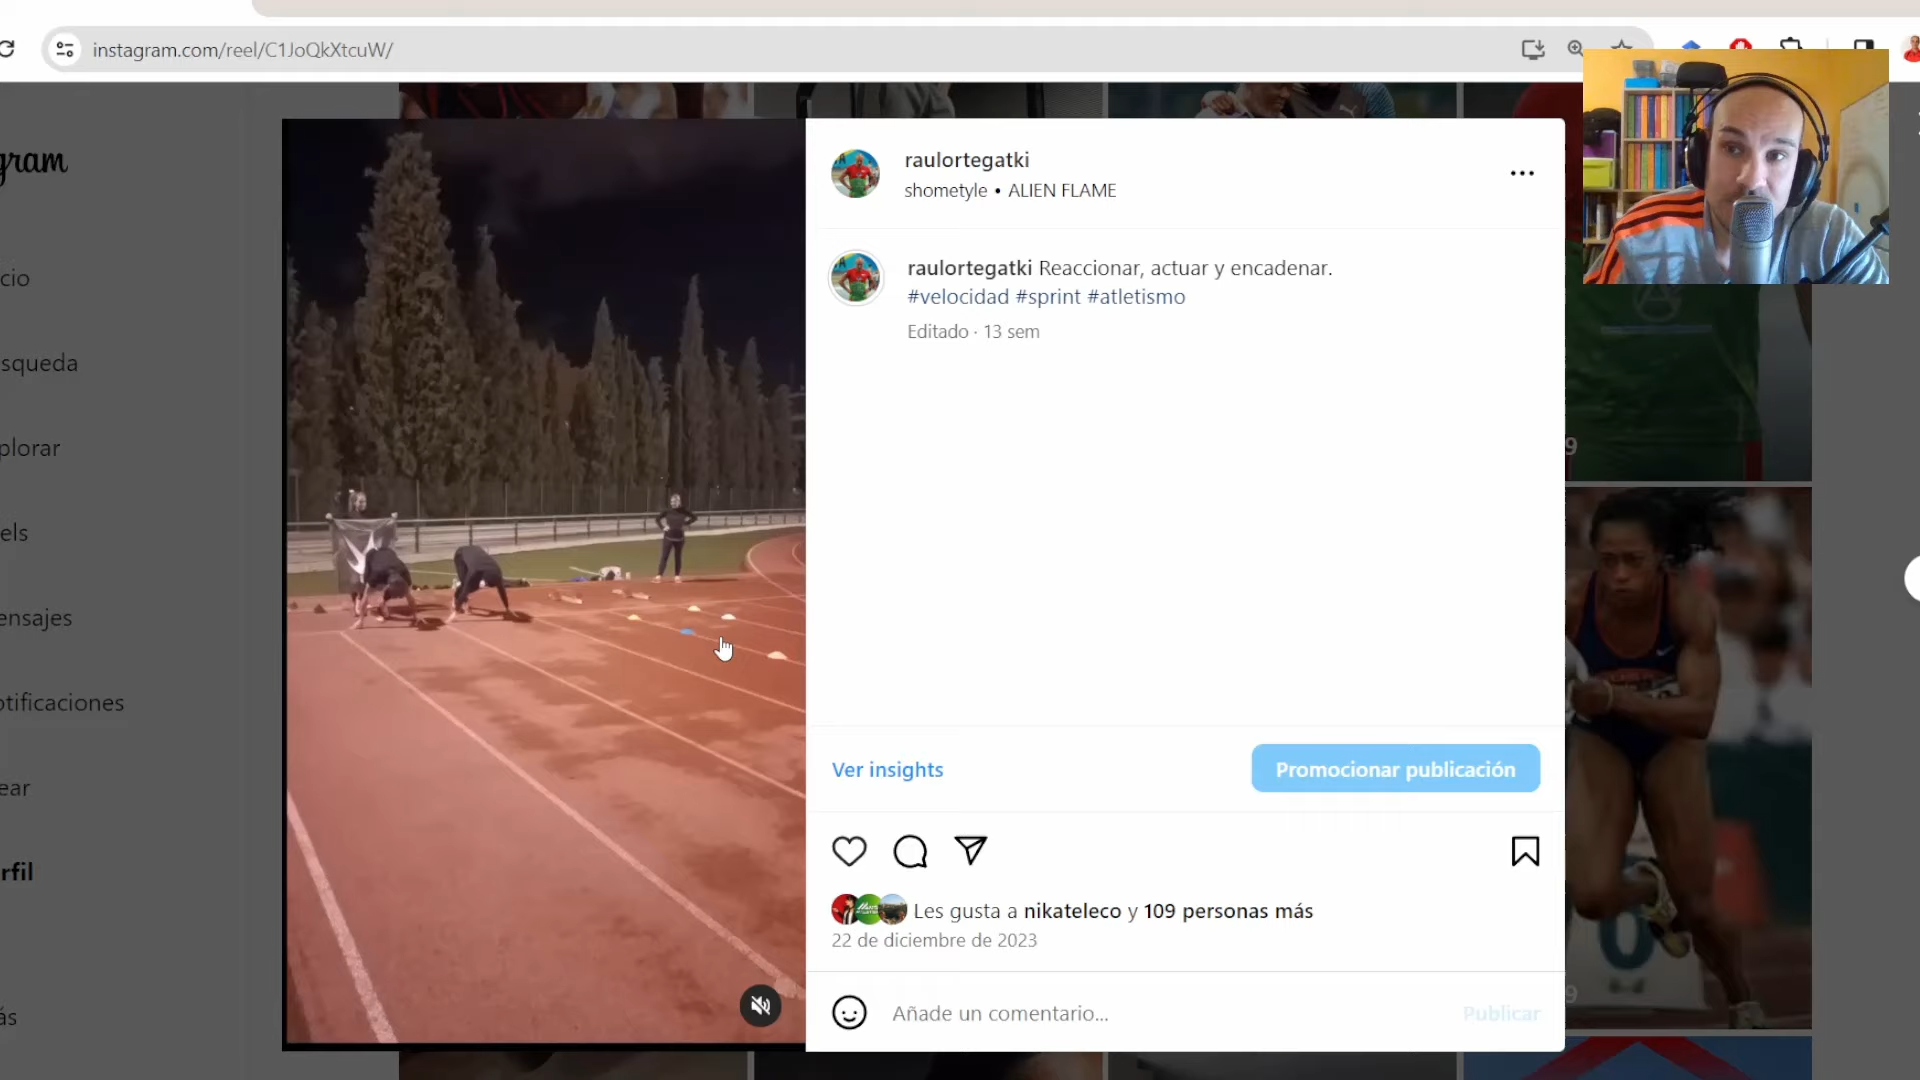 instagram.com/reel/C1JoQkXtcuW/
gram
cio
squeda
plorar
els
ensajes
otificaciones
ear
rfil
ás
raulortegatki
shometyle • ALIEN FLAME
raulortegatki Reaccionar, actuar y encadenar.
#velocidad #sprint #atletismo
Editado · 13 sem
Ver insights
Promocionar publicación
Les gusta a nikateleco y 109 personas más
22 de diciembre de 2023
Añade un comentario...
Publicar
9
9